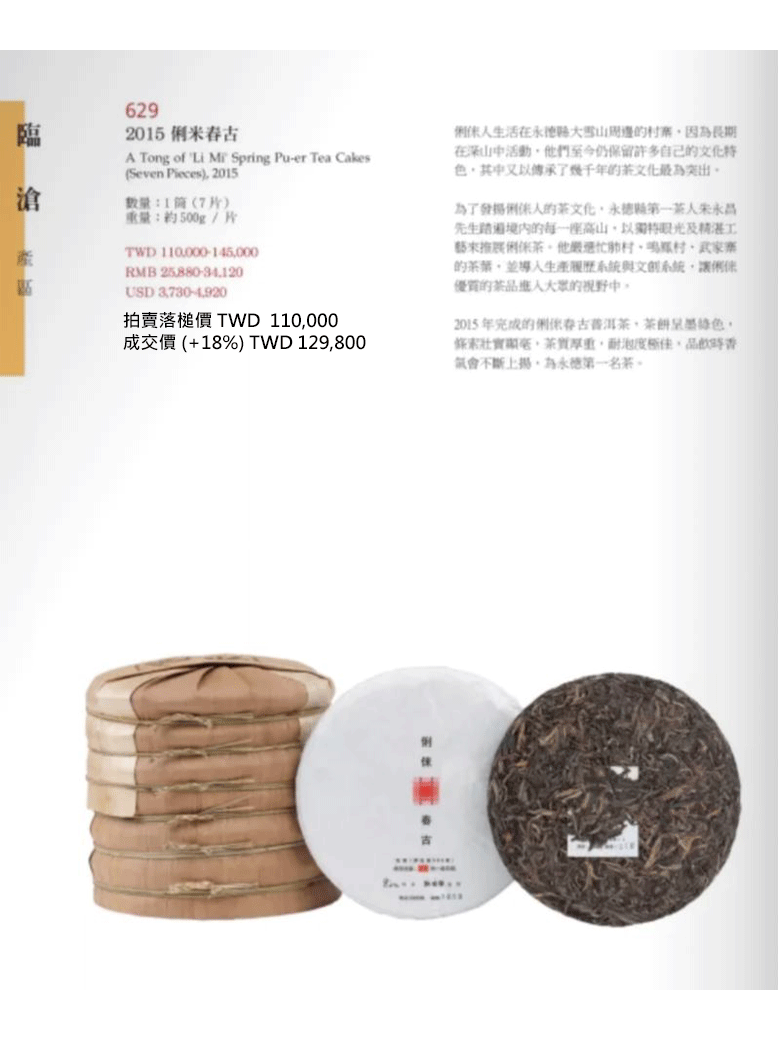 臨滄
產區
629
2015 俐米春古
A Tong of 'Li Mi' Spring Pu-er Tea Cakes
(Seven Pieces), 2015
數量：1 筒（7 片）
重量：約 500g / 片
TWD 110,000-145,000
RMB 25,880-34,120
USD 3,730-4,920
拍賣落槌價 TWD 110,000
成交價 (+18%) TWD 129,800
俐侎人生活在永德縣大雪山周邊的村寨，因為長期
在深山中活動，他們至今仍保留許多自己的文化特
色，其中又以傳承了幾千年的茶文化最為突出。
為了發揚俐侎人的茶文化，永德縣第一茶人朱永昌
先生踏遍境內的每一座高山，以獨特眼光及精湛工
藝來推展俐侎茶。他嚴選忙肺村、鳴鳳村、武家寨
的茶葉，並導入生產履歷系統與文創系統，讓俐侎
優質的茶品進入大眾的視野中。
2015 年完成的俐侎春古普洱茶，茶餅呈墨綠色，
條索壯實顯毫，茶質厚重，耐泡度極佳，品飲時香
氣會不斷上揚，為永德第一名茶。
俐
侎
春
古